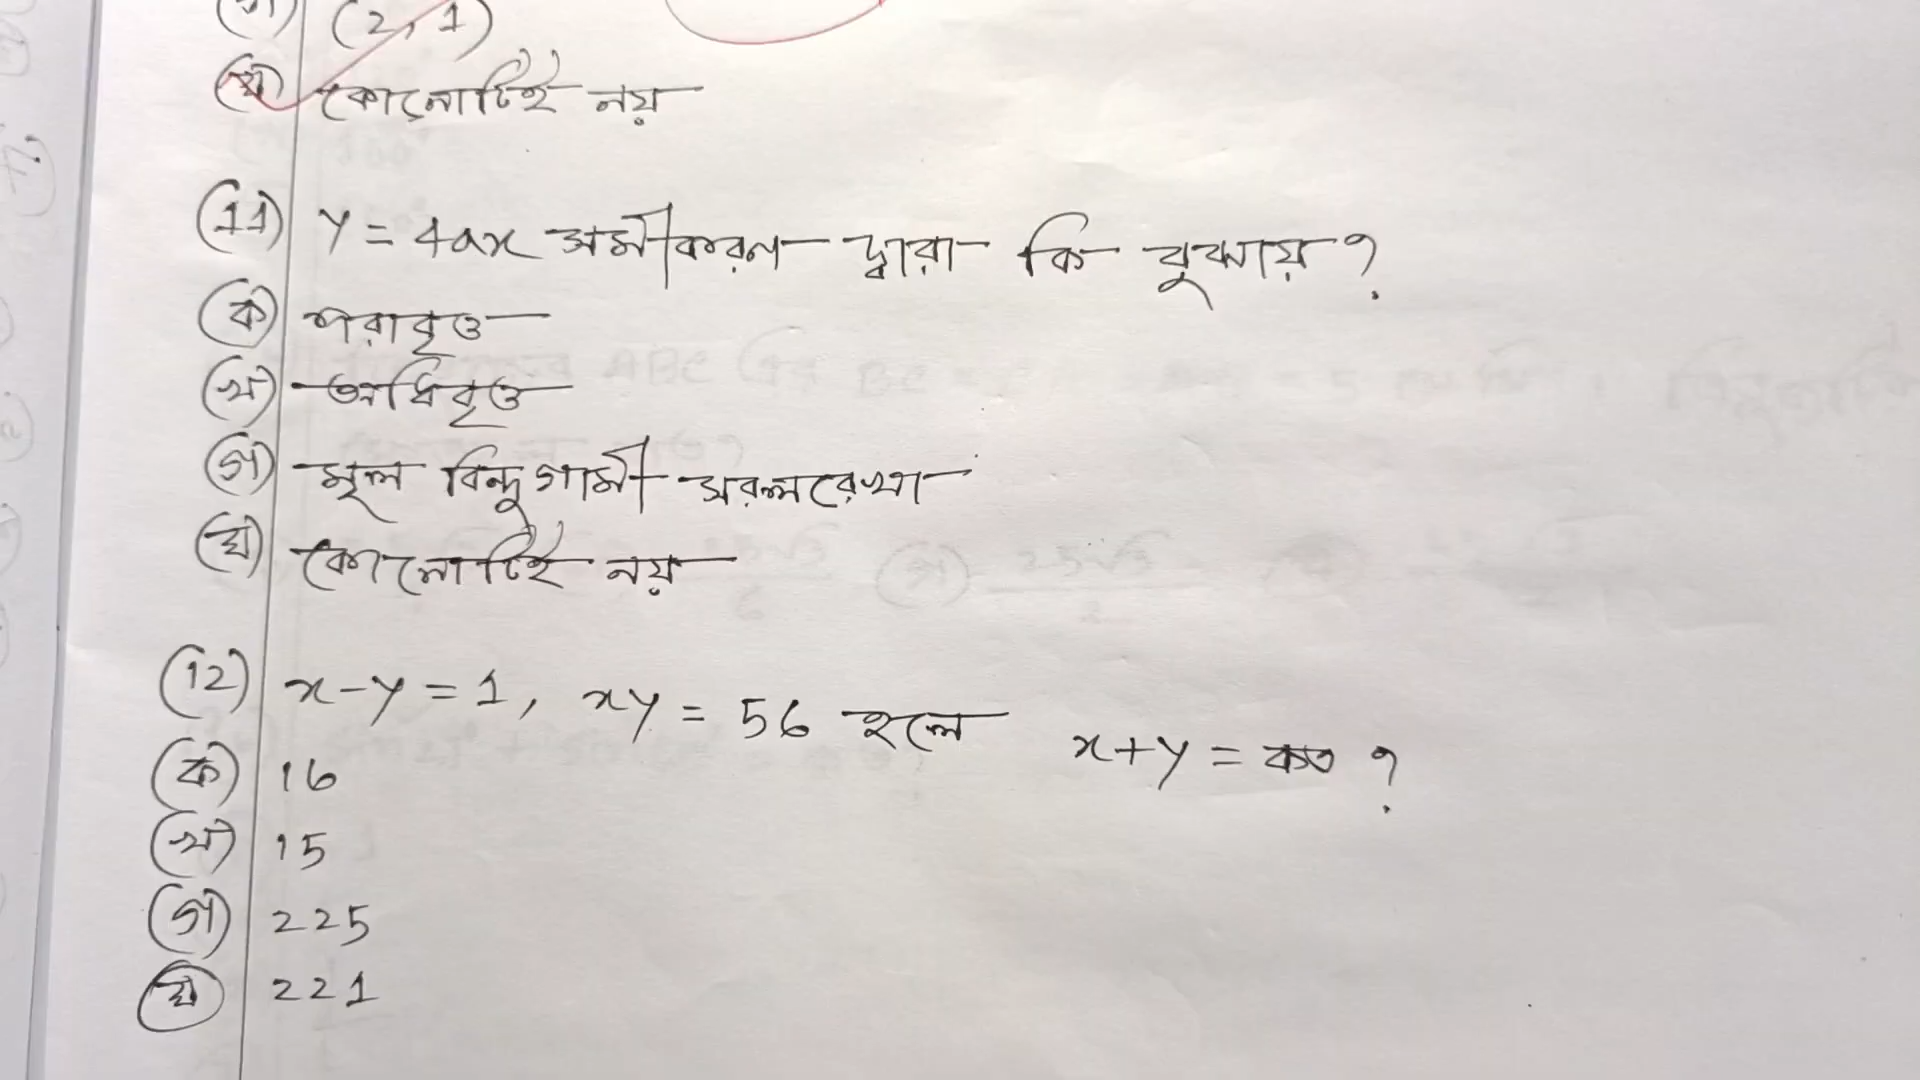 (গ) (2, 1)
(ঘ) কোনোটিই নয়
(11) y = 4ax সমীকরণ দ্বারা কি বুঝায় ?
(ক) পরাবৃত্ত
(খ) অধিবৃত্ত
(গ) মূল বিন্দুগামী সরলরেখা
(ঘ) কোনোটিই নয়
(12) x-y = 1, xy = 56 হলে x+y = কত ?
(ক) 16
(খ) 15
(গ) 225
(ঘ) 221